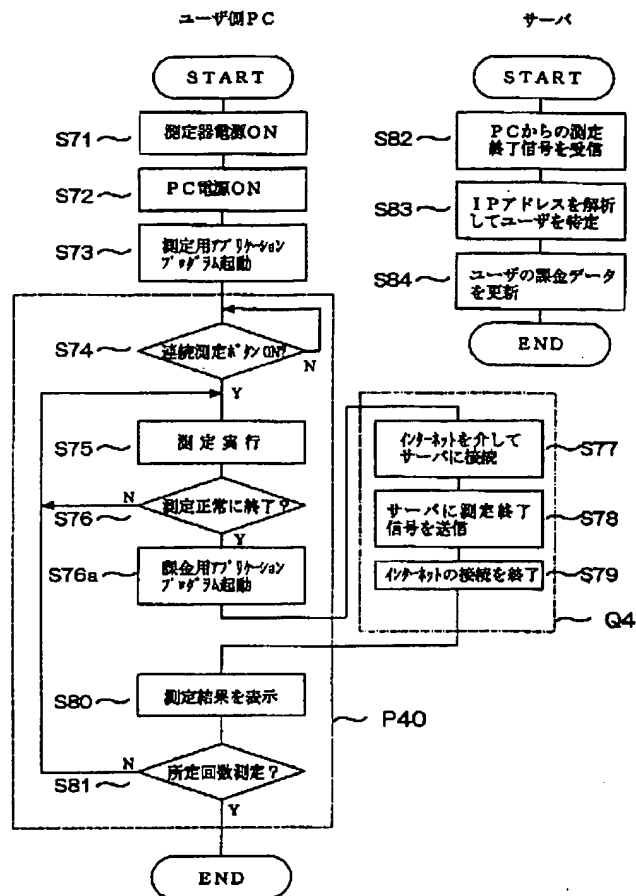 ユーザ側PC
START
S71
測定器電源ON
S72
PC電源ON
S73
測定用アプリケーション
プログラム起動
S74
連続測定ボタンON?
N
Y
S75
測定実行
S76
測定正常に終了?
N
Y
S76a
課金用アプリケーション
プログラム起動
インターネットを介して
サーバに接続
S77
サーバに測定終了
信号を送信
S78
インターネットの接続を終了
S79
Q4
S80
測定結果を表示
P40
S81
所定回数測定?
N
Y
END
サーバ
START
S82
PCからの測定
終了信号を受信
S83
IPアドレスを解析
してユーザを特定
S84
ユーザの課金データ
を更新
END